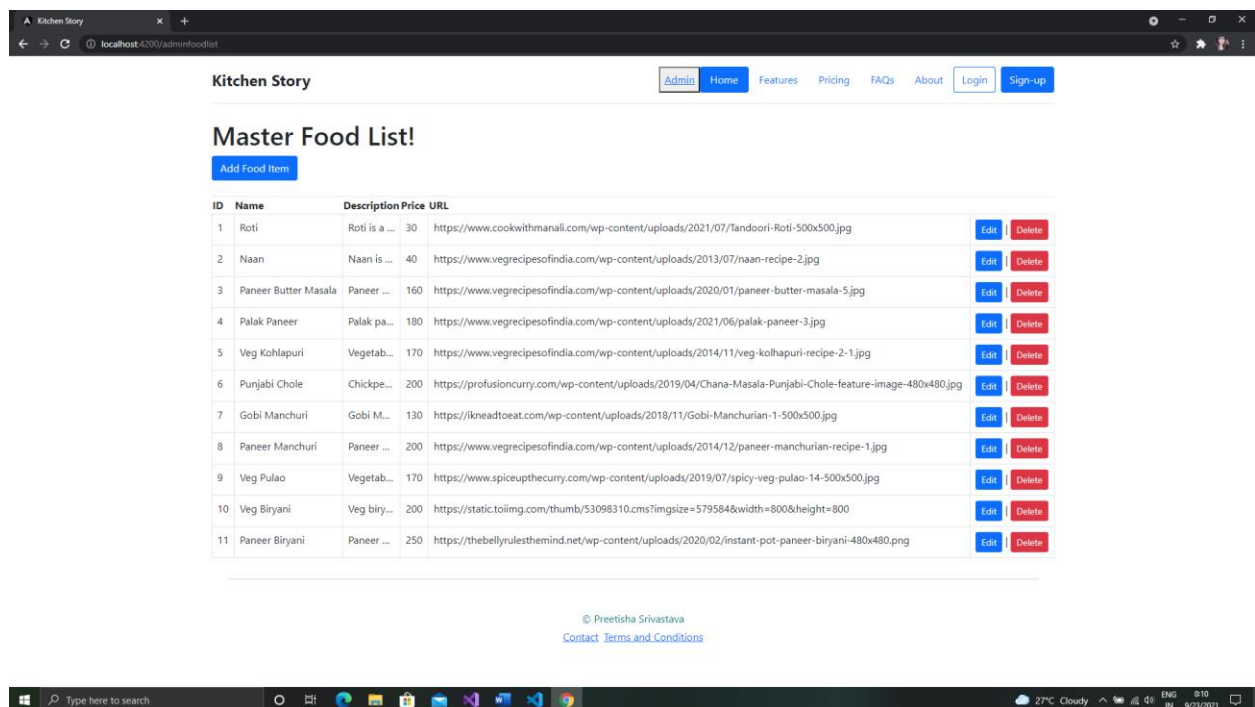 Kitchen Story
localhost:4200/adminfoodlist
Kitchen Story Admin Home Features Pricing FAQs About Login Sign-up
Master Food List!
Add Food Item
ID Name Description Price URL
1 Roti Roti is a ... 30 https://www.cookwithmanali.com/wp-content/uploads/2021/07/Tandoori-Roti-500x500.jpg Edit | Delete
2 Naan Naan is ... 40 https://www.vegrecipesofindia.com/wp-content/uploads/2013/07/naan-recipe-2.jpg Edit | Delete
3 Paneer Butter Masala Paneer ... 160 https://www.vegrecipesofindia.com/wp-content/uploads/2020/01/paneer-butter-masala-5.jpg Edit | Delete
4 Palak Paneer Palak pa... 180 https://www.vegrecipesofindia.com/wp-content/uploads/2021/06/palak-paneer-3.jpg Edit | Delete
5 Veg Kohlapuri Vegetab... 170 https://www.vegrecipesofindia.com/wp-content/uploads/2014/11/veg-kolhapuri-recipe-2-1.jpg Edit | Delete
6 Punjabi Chole Chickpe... 200 https://profusioncurry.com/wp-content/uploads/2019/04/Chana-Masala-Punjabi-Chole-feature-image-480x480.jpg Edit | Delete
7 Gobi Manchuri Gobi M... 130 https://ikneadtoeat.com/wp-content/uploads/2018/11/Gobi-Manchurian-1-500x500.jpg Edit | Delete
8 Paneer Manchuri Paneer ... 200 https://www.vegrecipesofindia.com/wp-content/uploads/2014/12/paneer-manchurian-recipe-1.jpg Edit | Delete
9 Veg Pulao Vegetab... 170 https://www.spiceupthecurry.com/wp-content/uploads/2019/07/spicy-veg-pulao-14-500x500.jpg Edit | Delete
10 Veg Biryani Veg biry... 200 https://static.toiimg.com/thumb/53098310.cms?imgsize=579584&width=800&height=800 Edit | Delete
11 Paneer Biryani Paneer ... 250 https://thebellyrulesthemind.net/wp-content/uploads/2020/02/instant-pot-paneer-biryani-480x480.png Edit | Delete
© Preetisha Srivastava
Contact Terms and Conditions
Type here to search 27°C Cloudy ENG 0:10
IN 9/23/2021